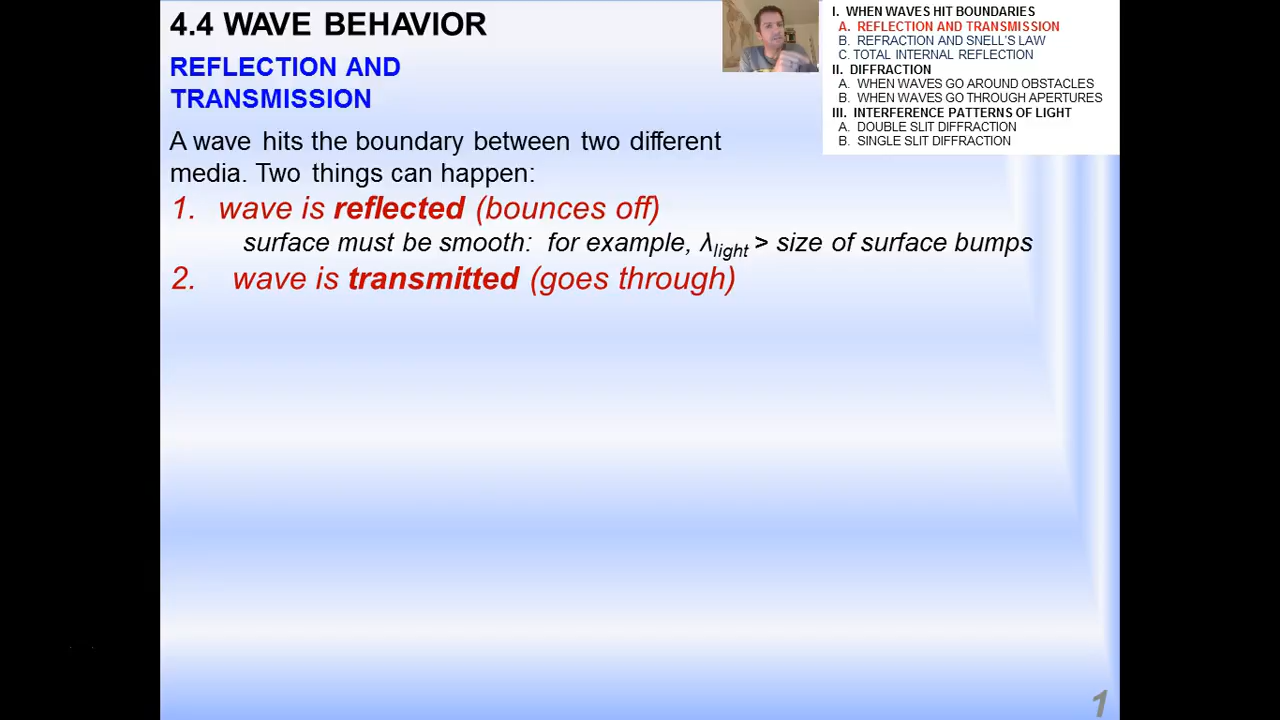 4.4 WAVE BEHAVIOR
REFLECTION AND
TRANSMISSION
A wave hits the boundary between two different
media. Two things can happen:
1. wave is reflected (bounces off)
surface must be smooth: for example, λlight > size of surface bumps
2. wave is transmitted (goes through)
I. WHEN WAVES HIT BOUNDARIES
A. REFLECTION AND TRANSMISSION
B. REFRACTION AND SNELL'S LAW
C. TOTAL INTERNAL REFLECTION
II. DIFFRACTION
A. WHEN WAVES GO AROUND OBSTACLES
B. WHEN WAVES GO THROUGH APERTURES
III. INTERFERENCE PATTERNS OF LIGHT
A. DOUBLE SLIT DIFFRACTION
B. SINGLE SLIT DIFFRACTION
1